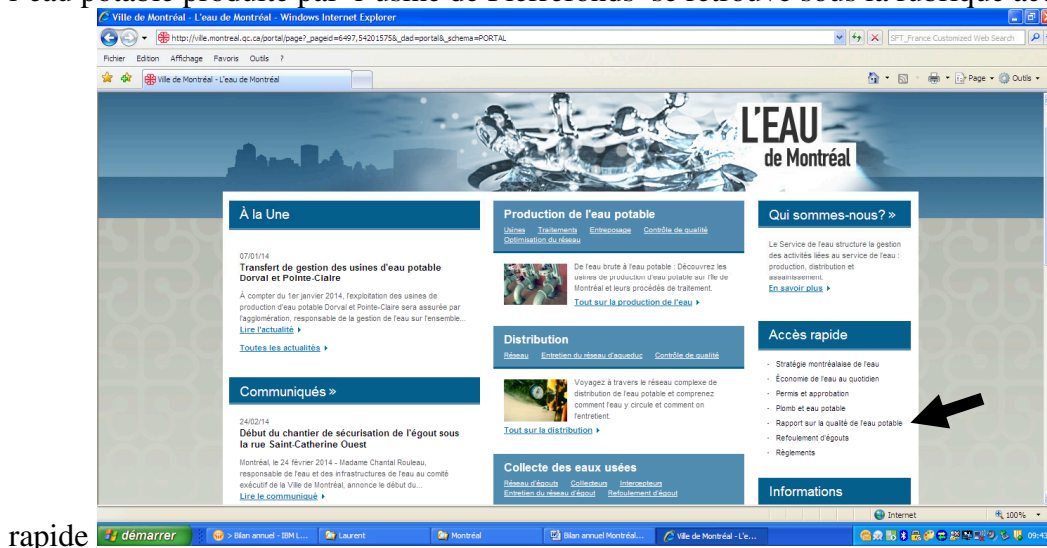 l'eau potable produite par l'usine de Pierrefonds se retrouve sous la rubrique
Ville de Montréal - L'eau de Montréal - Windows Internet Explorer
http://ville.montreal.qc.ca/portal/page?_pageid=6497,54201575&_dad=portal&_schema=PORTAL
SFT_France Customized Web Search
Fichier Edition Affichage Favoris Outils ?
Ville de Montréal - L'eau de Montréal
Page Outils
L'EAU
de Montréal
À la Une
07/01/14
Transfert de gestion des usines d'eau potable
Dorval et Pointe-Claire
À compter du 1er janvier 2014, l'exploitation des usines de
production d'eau potable Dorval et Pointe-Claire sera assurée par
l'agglomération, responsable de la gestion de l'eau sur l'ensemble...
Lire l'actualité
Toutes les actualités
Communiqués »
24/02/14
Début du chantier de sécurisation de l'égout sous
la rue Saint-Catherine Ouest
Montréal, le 24 février 2014 - Madame Chantal Rouleau,
responsable de l'eau et des infrastructures de l'eau au comité
exécutif de la Ville de Montréal, annonce le début du...
Lire le communiqué
Production de l'eau potable
Usines Traitements Entreposage Contrôle de qualité
Optimisation du réseau
De l'eau brute à l'eau potable : Découvrez les
usines de production d'eau potable sur l'île de
Montréal et leurs procédés de traitement.
Tout sur la production de l'eau
Distribution
Réseau Entretien du réseau d'aqueduc Contrôle de qualité
Voyagez à travers le réseau complexe de
distribution de l'eau potable et comprenez
comment l'eau y circule et comment on
l'entretient.
Tout sur la distribution
Collecte des eaux usées
Réseau d'égouts Collecteurs Intercepteurs
Entretien du réseau d'égout Refoulement d'égout
Qui sommes-nous? »
Le Service de l'eau structure la gestion
des activités liées au service de l'eau :
production, distribution et
assainissement.
En savoir plus
Accès rapide
Stratégie montréalaise de l'eau
Économie de l'eau au quotidien
Permis et approbation
Plomb et eau potable
Rapport sur la qualité de l'eau potable
Refoulement d'égouts
Règlements
Informations
Internet 100%
rapide
démarrer > Bilan annuel - IBM L... Laurent Montréal Bilan annuel Montréal... Ville de Montréal - L'e... 09:43